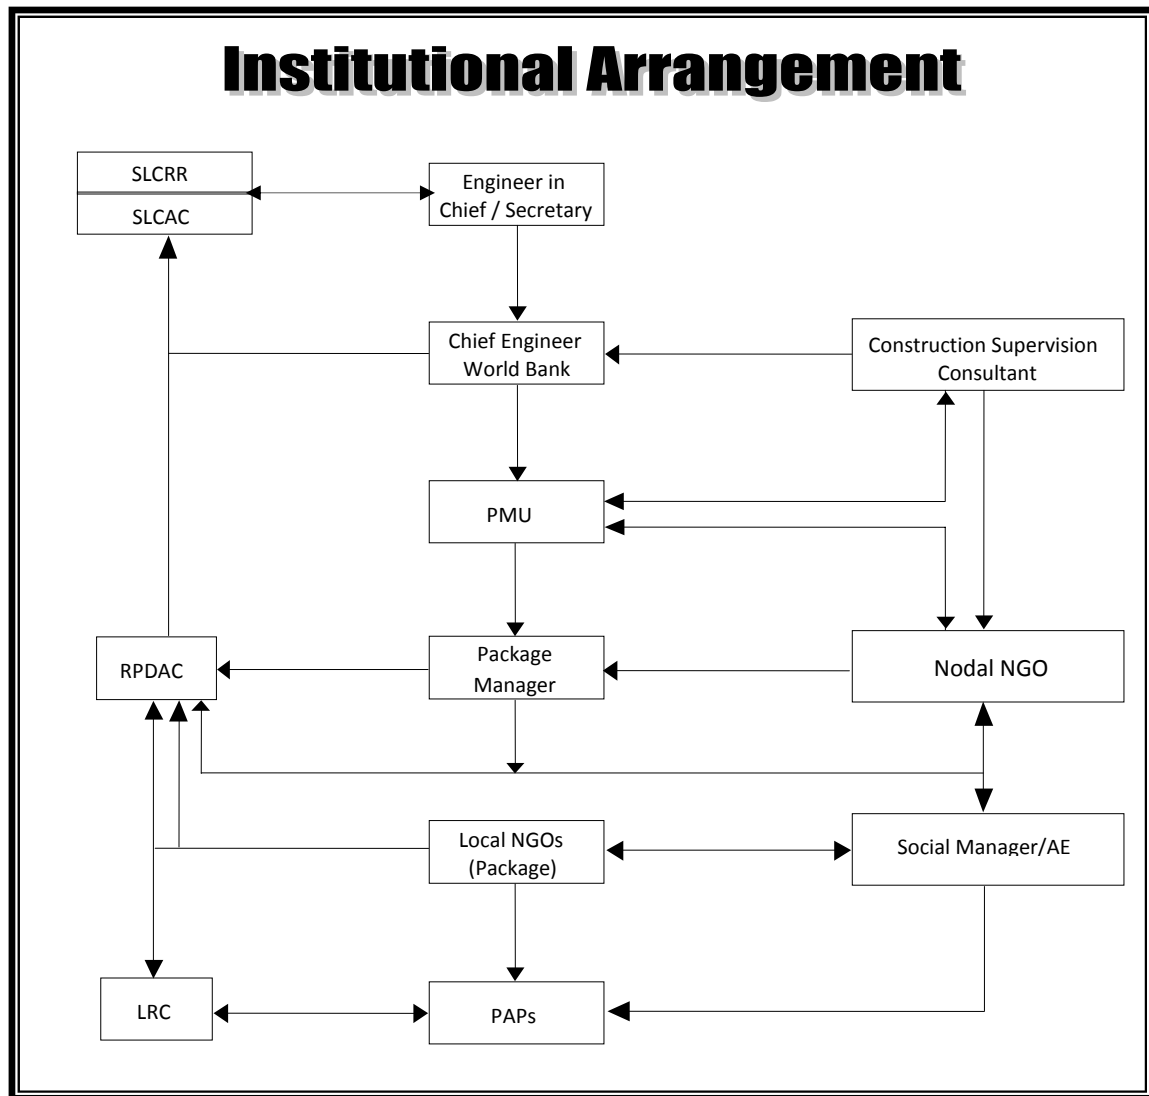 Institutional Arrangement
SLCRR
SLCAC
Engineer in
Chief / Secretary
Chief Engineer
World Bank
Construction Supervision
Consultant
PMU
RPDAC
Package
Manager
Nodal NGO
Local NGOs
(Package)
Social Manager/AE
LRC
PAPs